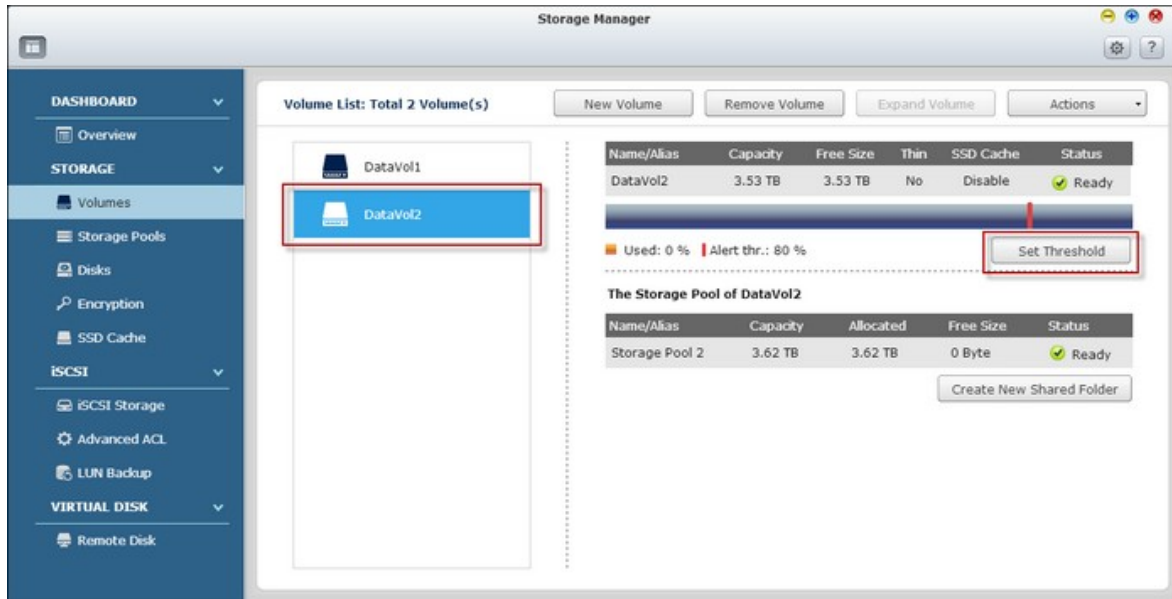 Storage Manager
?
DASHBOARD
Overview
STORAGE
Volumes
Storage Pools
Disks
Encryption
SSD Cache
iSCSI
iSCSI Storage
Advanced ACL
LUN Backup
VIRTUAL DISK
Remote Disk
Volume List: Total 2 Volume(s)
New Volume Remove Volume Expand Volume Actions
DataVol1
DataVol2
Name/Alias Capacity Free Size Thin SSD Cache Status
DataVol2 3.53 TB 3.53 TB No Disable Ready
Used: 0 % Alert thr.: 80 % Set Threshold
The Storage Pool of DataVol2
Name/Alias Capacity Allocated Free Size Status
Storage Pool 2 3.62 TB 3.62 TB 0 Byte Ready
Create New Shared Folder